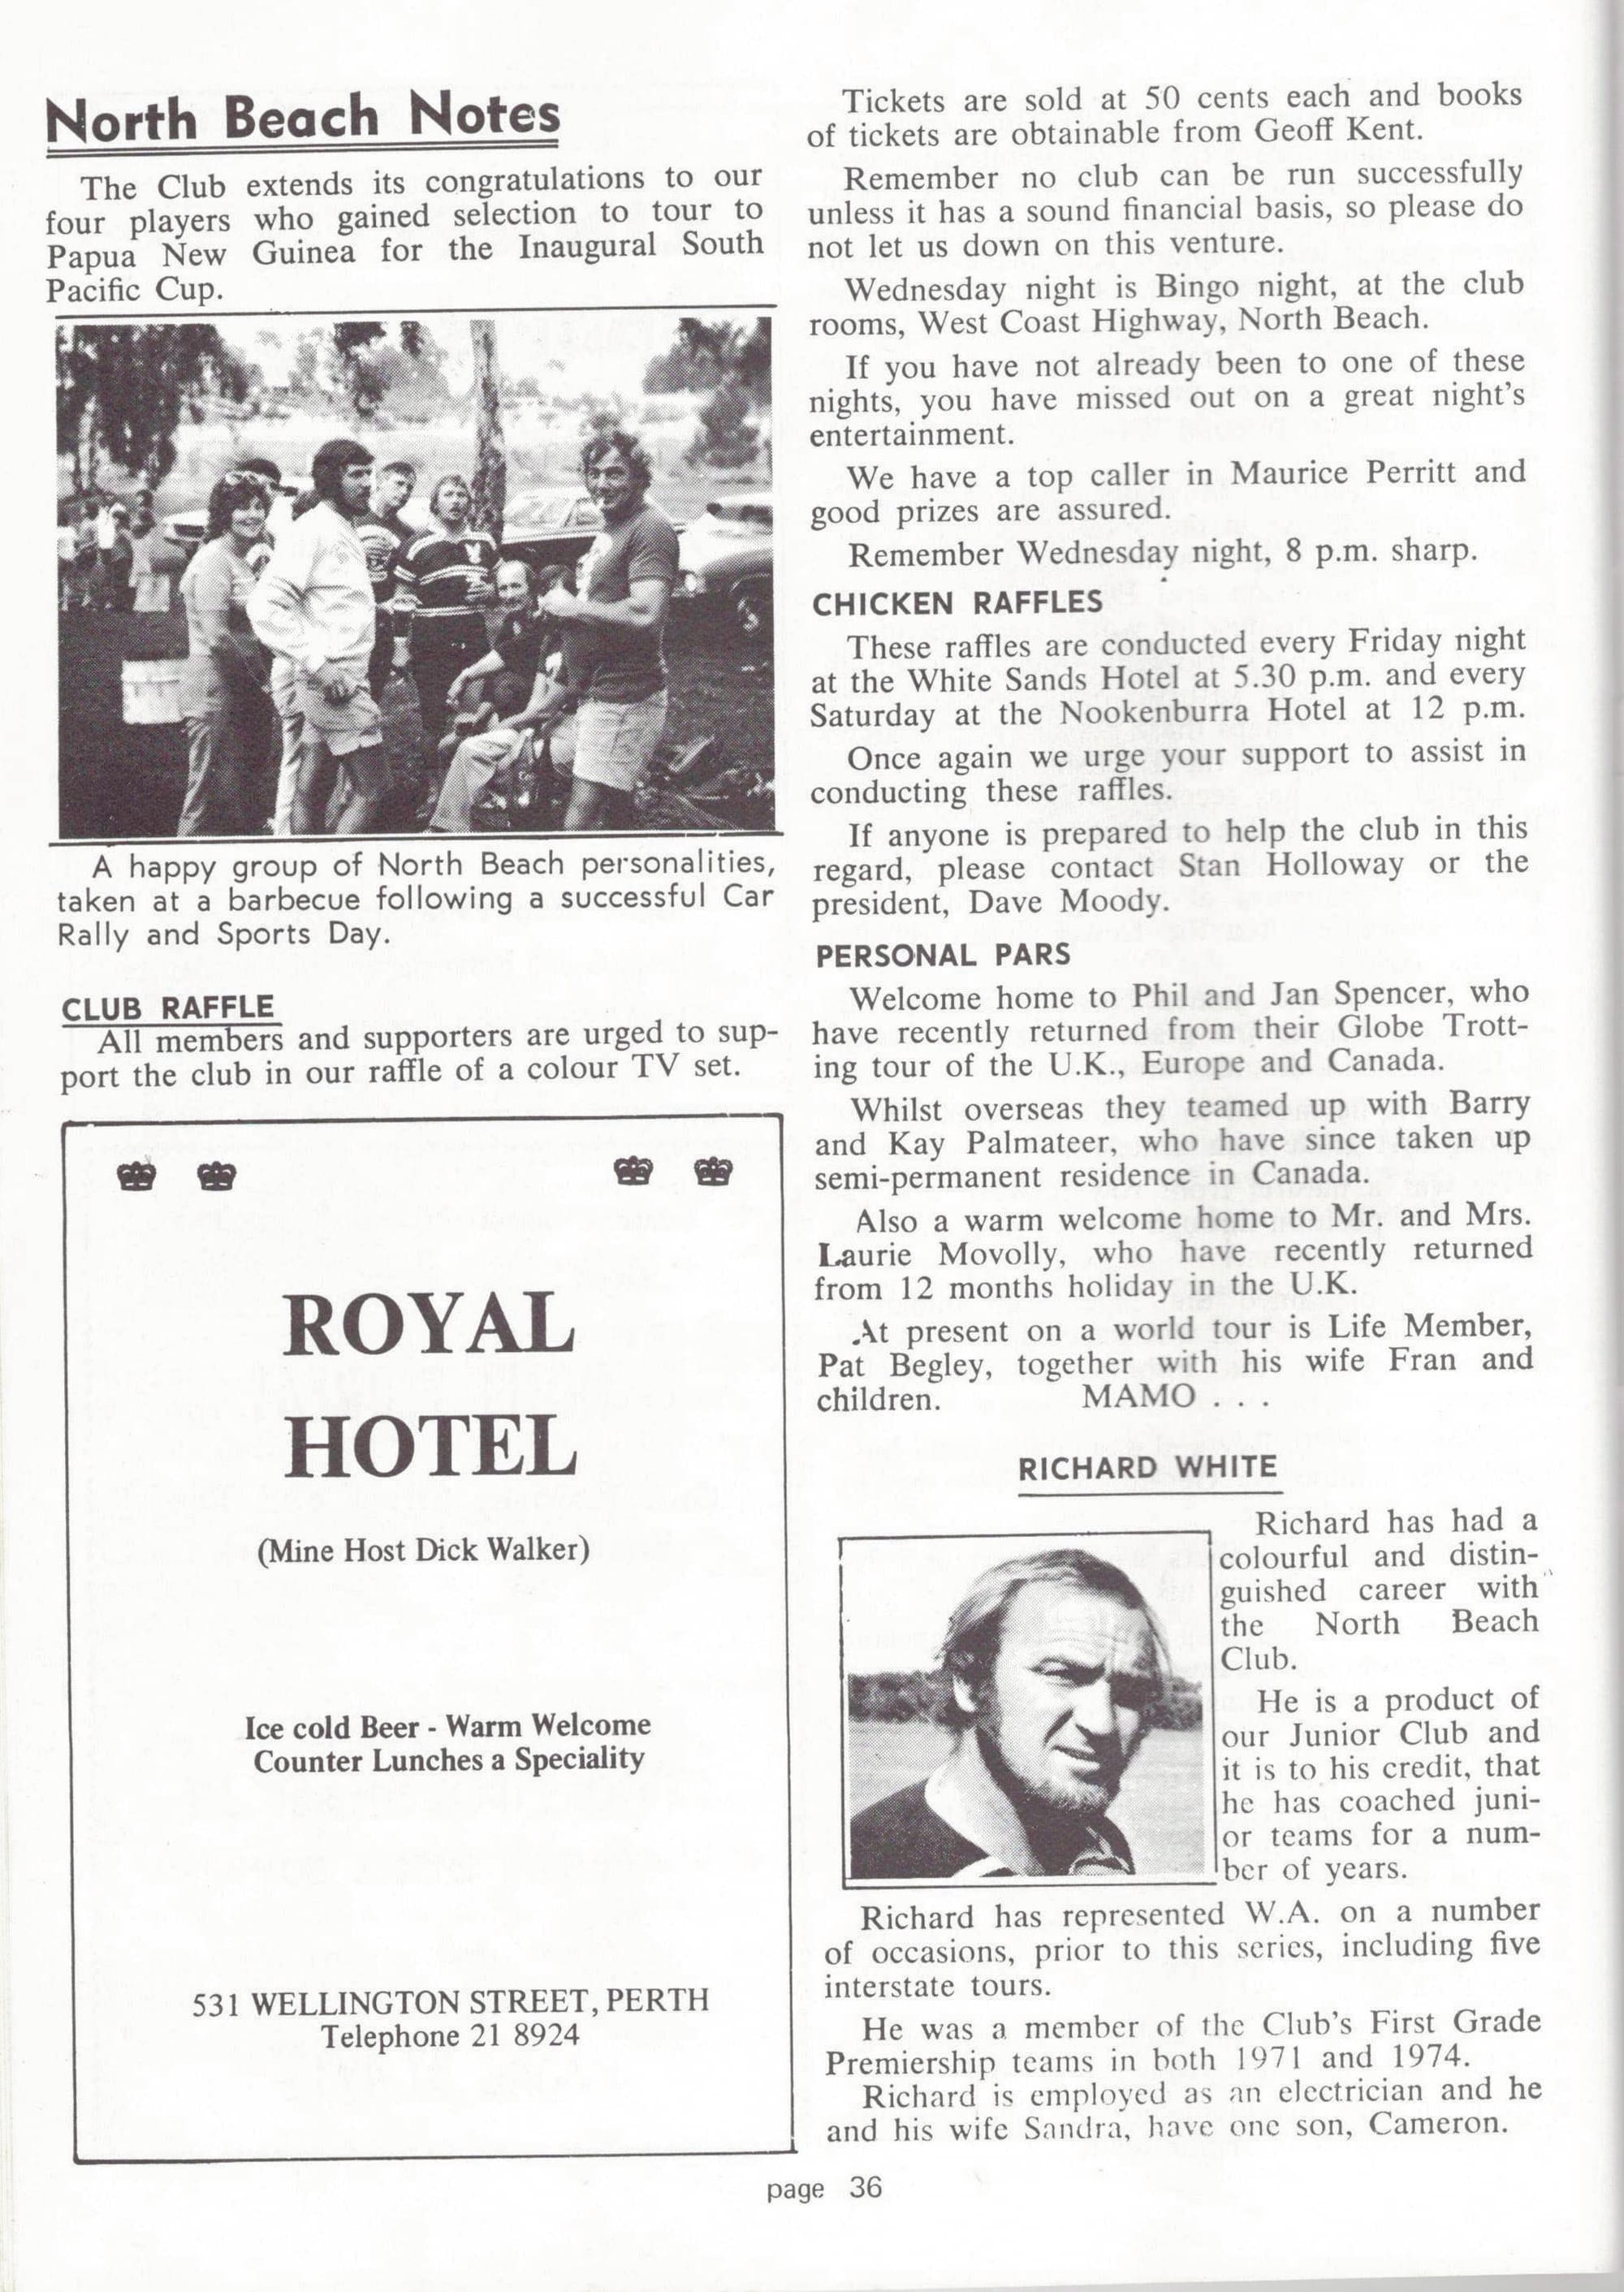 North Beach Notes
The Club extends its congratulations to our
four players who gained selection to tour to
Papua New Guinea for the Inaugural South
Pacific Cup.
A happy group of North Beach personalities,
taken at a barbecue following a successful Car
Rally and Sports Day.
CLUB RAFFLE
All members and supporters are urged to sup-
port the club in our raffle of a colour TV set.
ROYAL
HOTEL
(Mine Host Dick Walker)
Ice cold Beer - Warm Welcome
Counter Lunches a Speciality
531 WELLINGTON STREET, PERTH
Telephone 21 8924
Tickets are sold at 50 cents each and books
of tickets are obtainable from Geoff Kent.
Remember no club can be run successfully
unless it has a sound financial basis, so please do
not let us down on this venture.
Wednesday night is Bingo night, at the club
rooms, West Coast Highway, North Beach.
If you have not already been to one of these
nights, you have missed out on a great night's
entertainment.
We have a top caller in Maurice Perritt and
good prizes are assured.
Remember Wednesday night, 8 p.m. sharp.
CHICKEN RAFFLES
These raffles are conducted every Friday night
at the White Sands Hotel at 5.30 p.m. and every
Saturday at the Nookenburra Hotel at 12 p.m.
Once again we urge your support to assist in
conducting these raffles.
If anyone is prepared to help the club in this
regard, please contact Stan Holloway or the
president, Dave Moody.
PERSONAL PARS
Welcome home to Phil and Jan Spencer, who
have recently returned from their Globe Trott-
ing tour of the U.K., Europe and Canada.
Whilst overseas they teamed up with Barry
and Kay Palmateer, who have since taken up
semi-permanent residence in Canada.
Also a warm welcome home to Mr. and Mrs.
Laurie Movolly, who have recently returned
from 12 months holiday in the U.K.
At present on a world tour is Life Member,
Pat Begley, together with his wife Fran and
children. MAMO . . .
RICHARD WHITE
Richard has had a
colourful and distin-
guished career with
the North Beach
Club.
He is a product of
our Junior Club and
it is to his credit, that
he has coached juni-
or teams for a num-
ber of years.
Richard has represented W.A. on a number
of occasions, prior to this series, including five
interstate tours.
He was a member of the Club's First Grade
Premiership teams in both 1971 and 1974.
Richard is employed as an electrician and he
and his wife Sandra, have one son, Cameron.
page 36